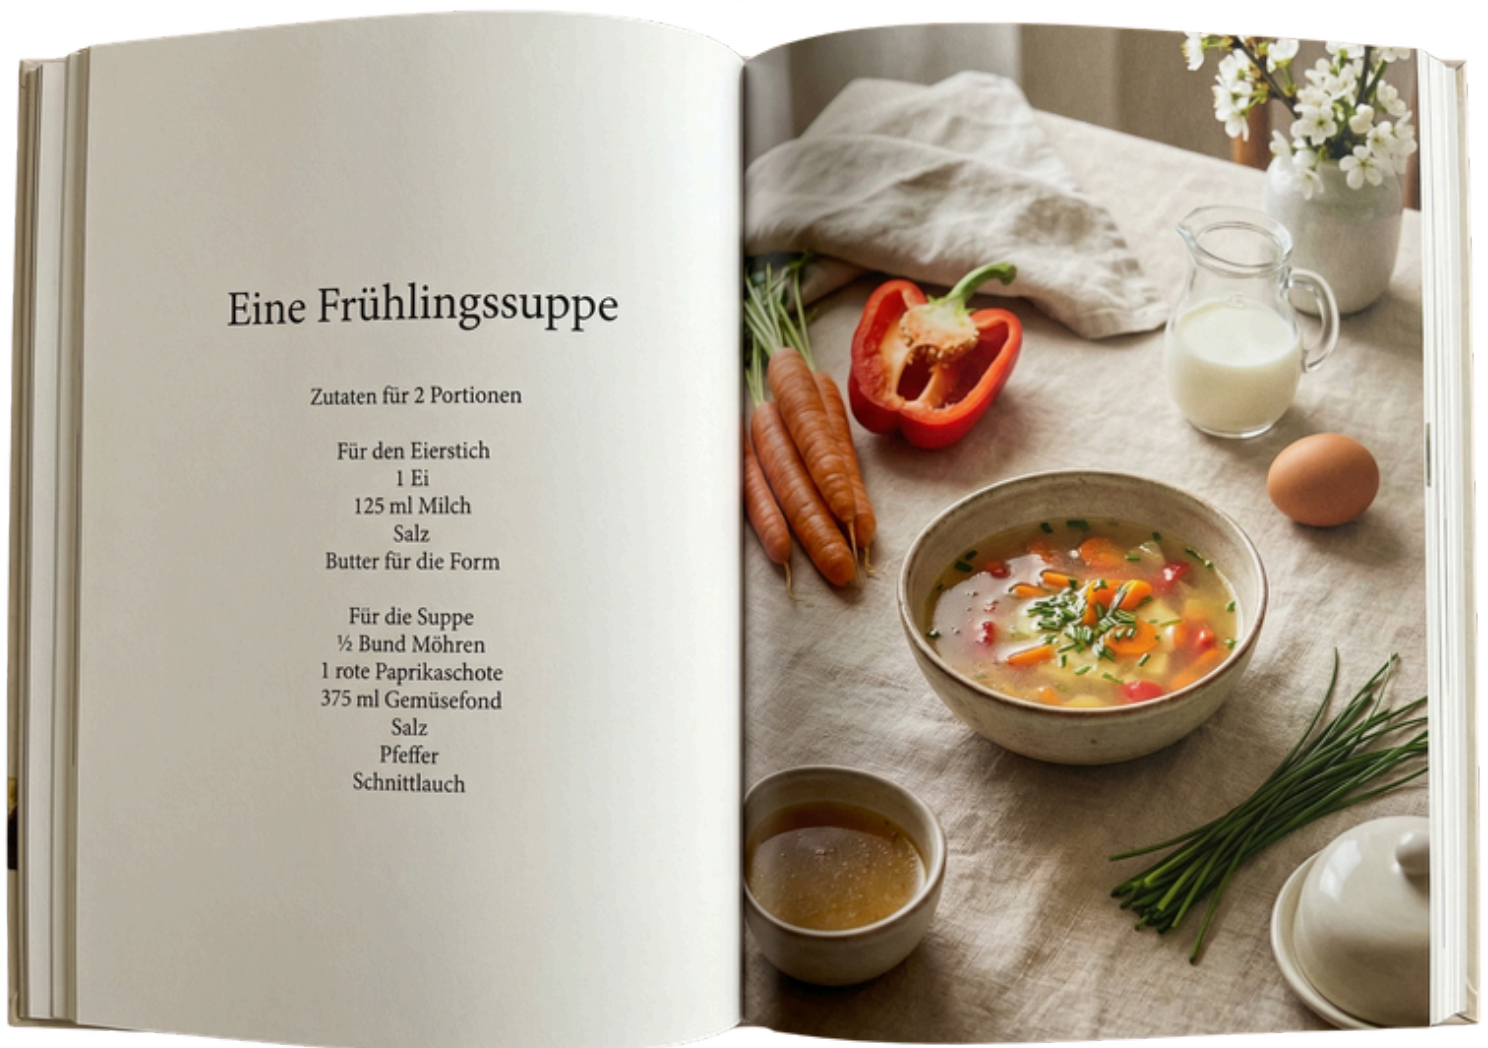 Eine Frühlingssuppe
Zutaten für 2 Portionen
Für den Eierstich
1 Ei
125 ml Milch
Salz
Butter für die Form
Für die Suppe
½ Bund Möhren
1 rote Paprikaschote
375 ml Gemüsefond
Salz
Pfeffer
Schnittlauch